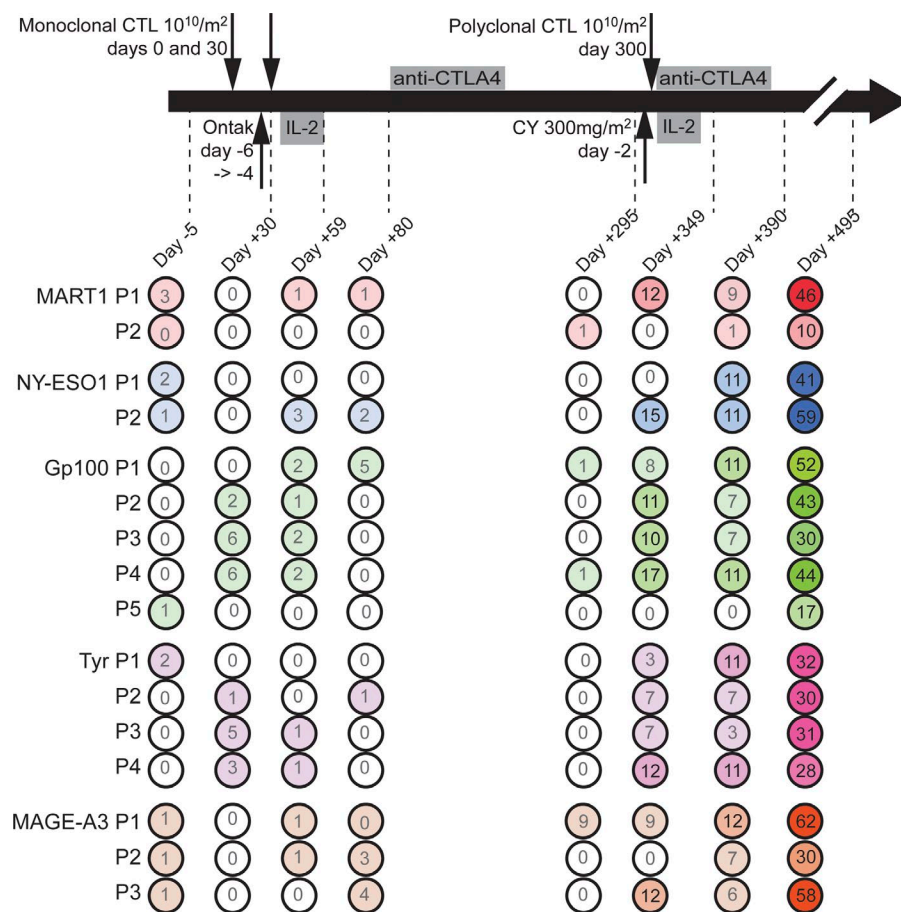 Monoclonal CTL 10¹⁰/m²
days 0 and 30
Polyclonal CTL 10¹⁰/m²
day 300
anti-CTLA4
anti-CTLA4
Ontak
day -6
-> -4
IL-2
CY 300mg/m²
day -2
IL-2
Day -5
Day +30
Day +59
Day +80
Day +295
Day +349
Day +390
Day +495
MART1 P1 3 0 1 1 0 12 9 46
P2 0 0 0 0 1 0 1 10
NY-ESO1 P1 2 0 0 0 0 0 11 41
P2 1 0 3 2 0 15 11 59
Gp100 P1 0 0 2 5 1 8 11 52
P2 0 2 1 0 0 11 7 43
P3 0 6 2 0 0 10 7 30
P4 0 6 2 0 1 17 11 44
P5 1 0 0 0 0 0 0 17
Tyr P1 2 0 0 0 0 3 11 32
P2 0 1 0 1 0 7 7 30
P3 0 5 1 0 0 7 3 31
P4 0 3 1 0 0 12 11 28
MAGE-A3 P1 1 0 1 0 9 9 12 62
P2 1 0 1 3 0 0 7 30
P3 1 0 0 4 0 12 6 58